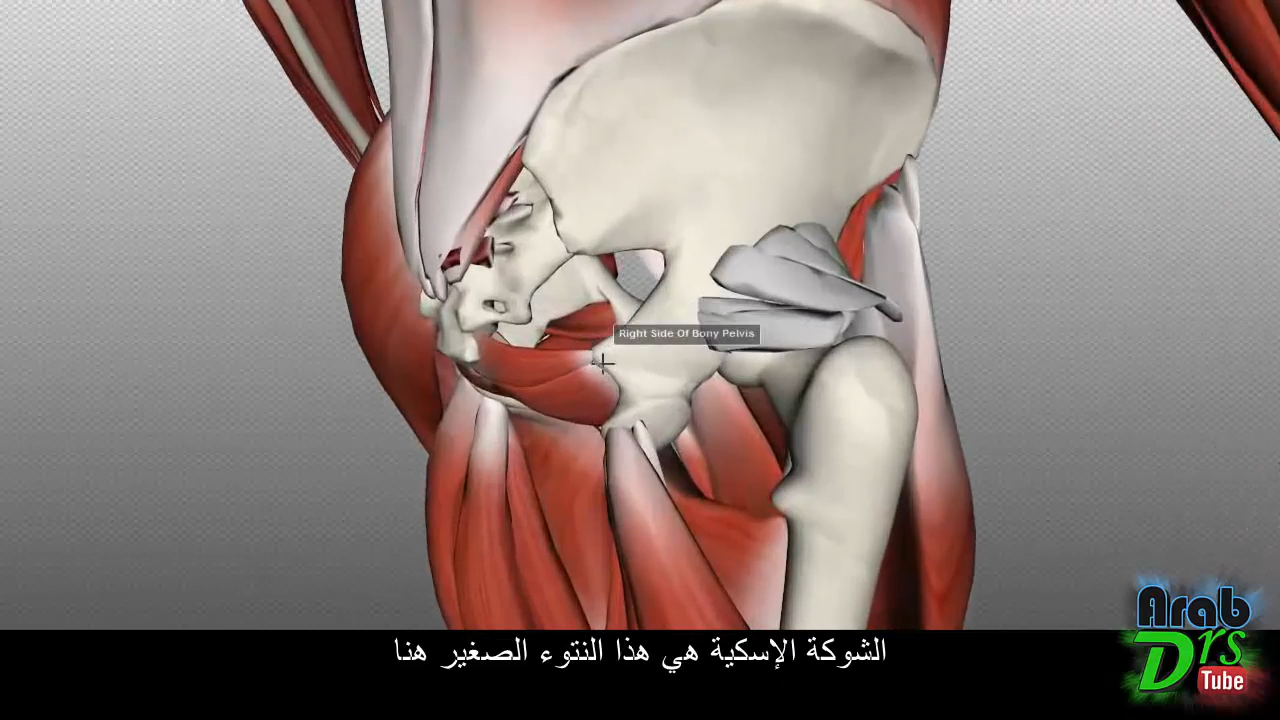 Right Side Of Bony Pelvis
الشوكة الإسكية هي هذا النتوء الصغير هنا
Arab
Drs
Tube